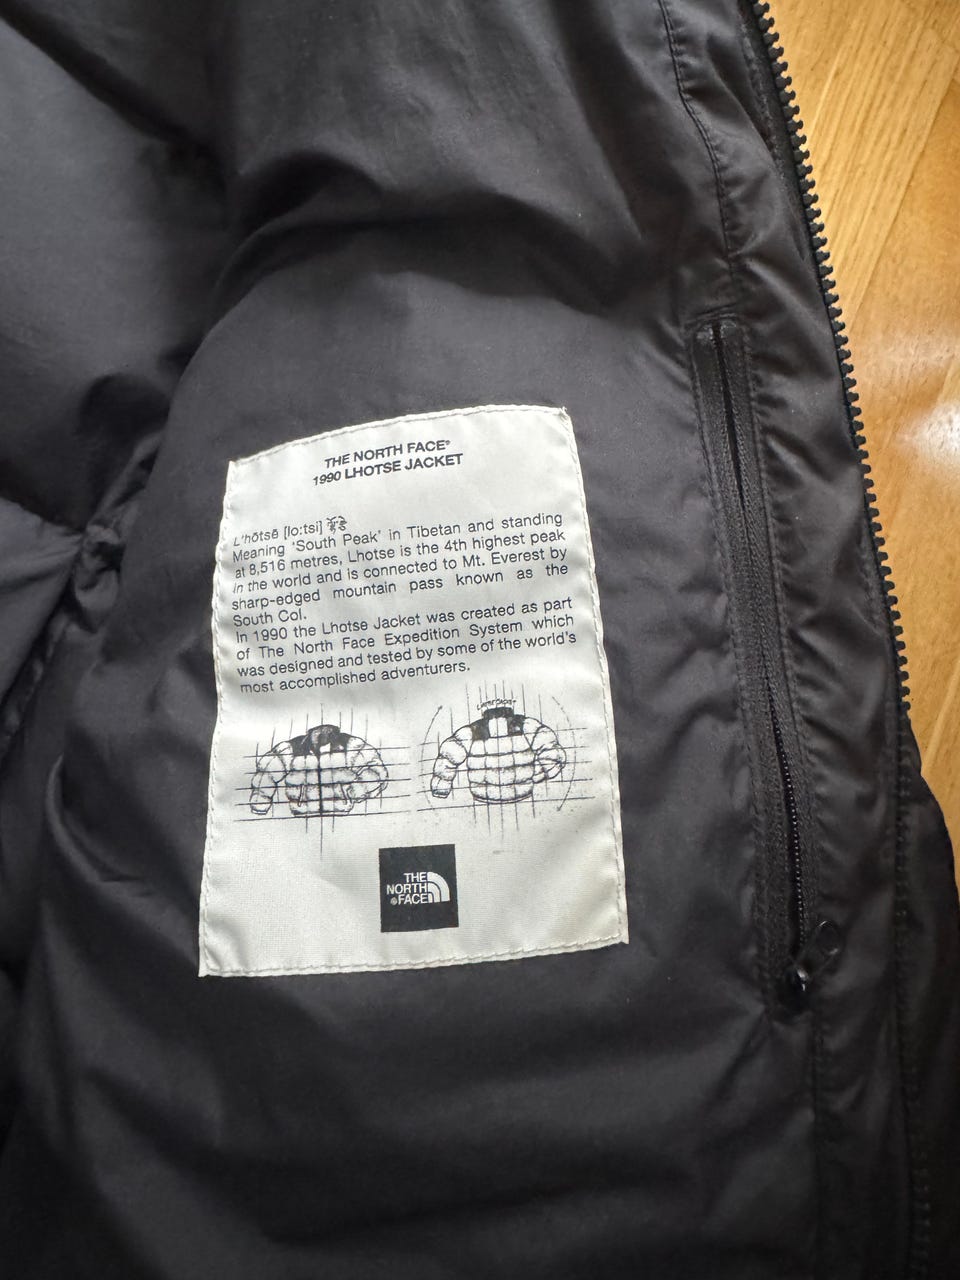 THE NORTH FACE®
1990 LHOTSE JACKET
L'hōtsē [lo:tsi]
Meaning 'South Peak' in Tibetan and standing
at 8,516 metres, Lhotse is the 4th highest peak
in the world and is connected to Mt. Everest by
sharp-edged mountain pass known as the
South Col.
In 1990 the Lhotse Jacket was created as part
of The North Face Expedition System which
was designed and tested by some of the world's
most accomplished adventurers.
THE
NORTH
FACE